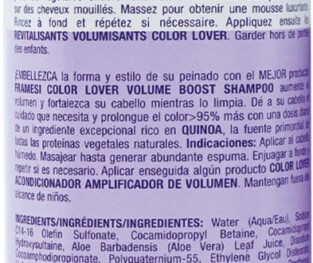 sur des cheveux mouillés. Massez pour obtenir une mousse luxuriante.
Rincez à fond et répétez si nécessaire. Appliquez ensuite les
REVITALISANTS VOLUMISANTS COLOR LOVER. Garder hors de portée
des enfants.
¡EMBELLEZCA la forma y estilo de su peinado con el MEJOR producto
FRAMESI COLOR LOVER VOLUME BOOST SHAMPOO aumente el
volumen y fortalezca su cabello mientras lo limpia. Dé a su cabello el
cuidado que necesita y prolongue el color>95% más con una dosis diaria
de un ingrediente excepcional rico en QUINOA, la fuente primordial de
todas las proteínas vegetales naturales. Indicaciones: Aplicar al cabello
húmedo. Masajear hasta generar abundante espuma. Enjuagar a fondo y
repetir si es necesario. Aplicar enseguida algún producto COLOR LOVER
ACONDICIONADOR AMPLIFICADOR DE VOLUMEN. Mantengan fuera del
alcance de niños.
INGREDIENTS/INGRÉDIENTS/INGREDIENTES: Water (Aqua/Eau), Sodium
C14-16 Olefin Sulfonate, Cocamidopropyl Betaine, Cocamidopropyl
Hydroxysultaine, Aloe Barbadensis (Aloe Vera) Leaf Juice, Disodium
Cocoamphodipropionate, Polyquaternium-55, Ethylene Glycol Distearate,